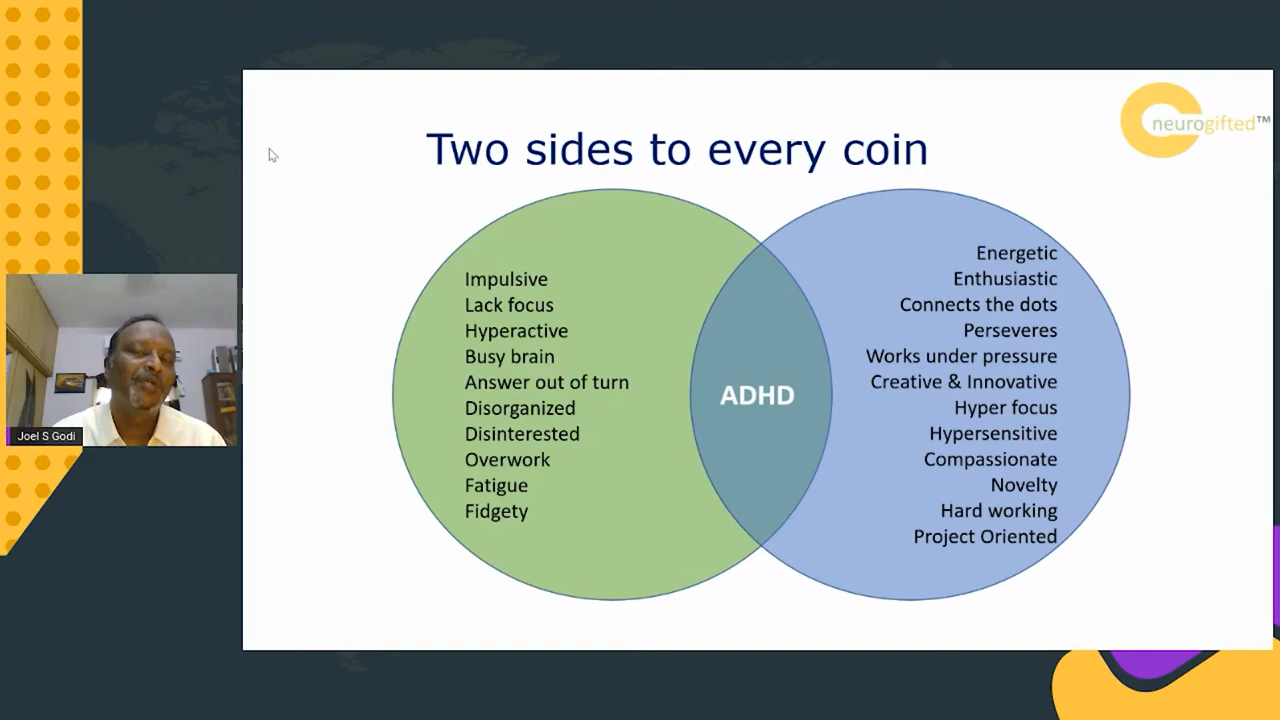 neurogifted™
Two sides to every coin
Impulsive
Lack focus
Hyperactive
Busy brain
Answer out of turn
Disorganized
Disinterested
Overwork
Fatigue
Fidgety
ADHD
Energetic
Enthusiastic
Connects the dots
Perseveres
Works under pressure
Creative & Innovative
Hyper focus
Hypersensitive
Compassionate
Novelty
Hard working
Project Oriented
Joel S Godi